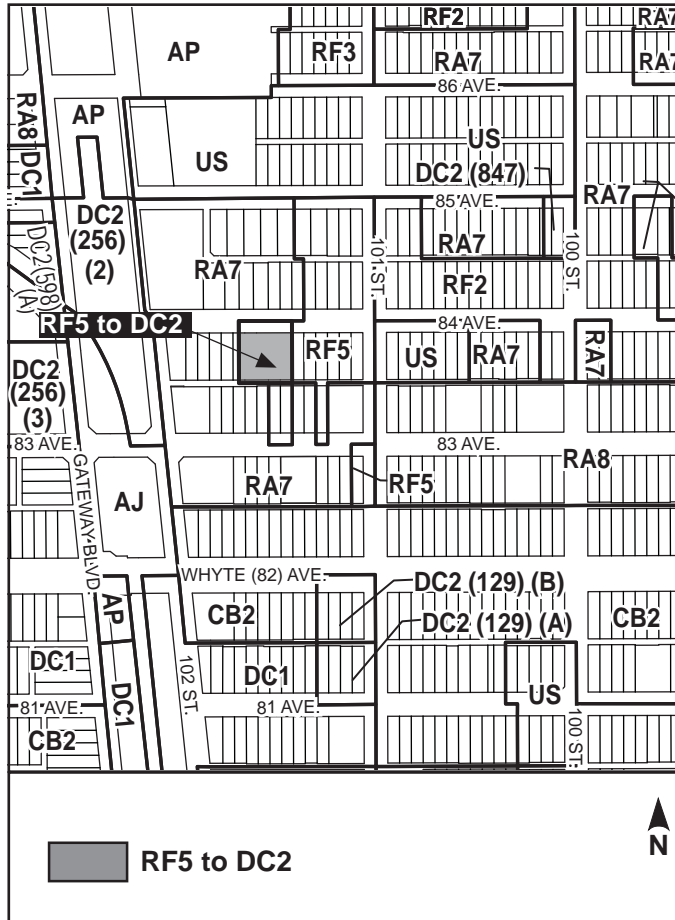 RF2
RA7
AP
RF3
RA7
RA7
86 AVE.
RA8
AP
US
US
DC1
DC2 (847)
RA7
85 AVE.
DC2
(256)
(2)
DC2 (598)
(A)
RA7
101 ST.
RA7
100 ST.
RF2
RF5 to DC2
84 AVE.
RF5
US
RA7
RA7
DC2
(256)
(3)
83 AVE.
83 AVE.
GATEWAY BLVD.
AJ
RA7
RF5
RA8
WHYTE (82) AVE.
AP
CB2
DC2 (129) (B)
DC2 (129) (A)
CB2
DC1
DC1
102 ST.
DC1
US
81 AVE.
81 AVE.
100 ST.
CB2
N
RF5 to DC2